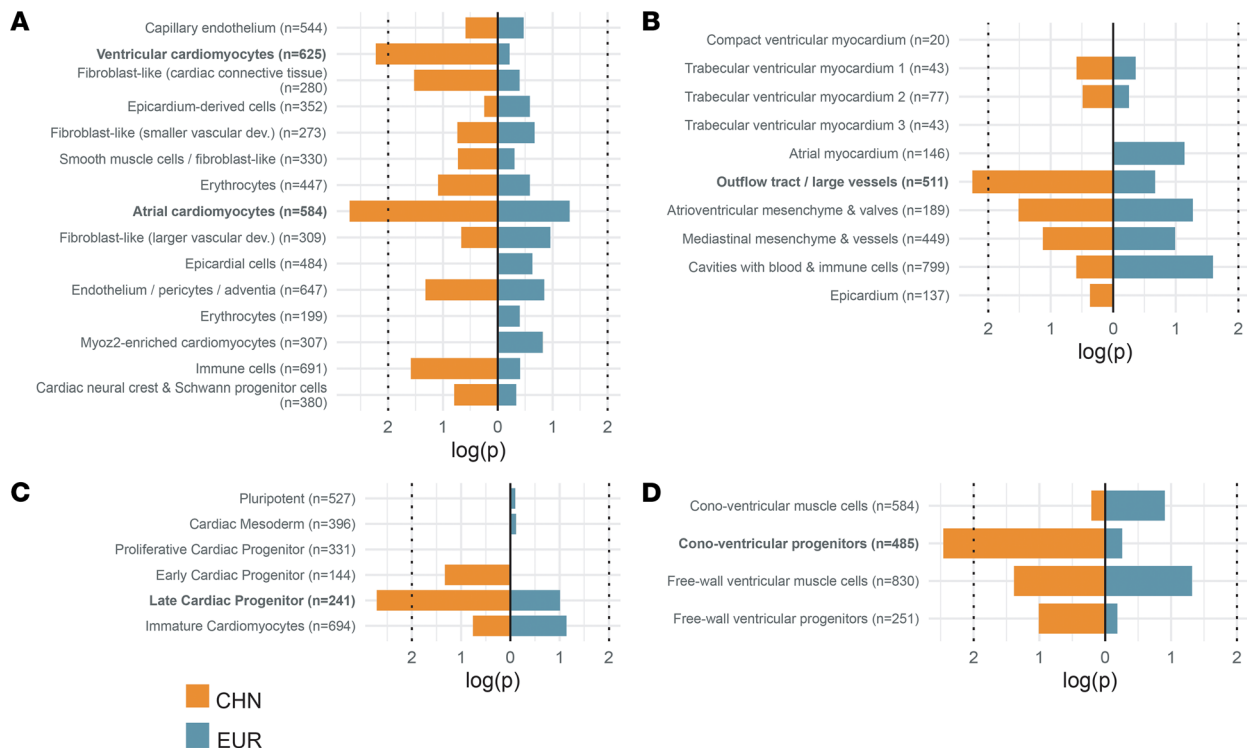 A
Capillary endothelium (n=544)
Ventricular cardiomyocytes (n=625)
Fibroblast-like (cardiac connective tissue)
(n=280)
Epicardium-derived cells (n=352)
Fibroblast-like (smaller vascular dev.) (n=273)
Smooth muscle cells / fibroblast-like (n=330)
Erythrocytes (n=447)
Atrial cardiomyocytes (n=584)
Fibroblast-like (larger vascular dev.) (n=309)
Epicardial cells (n=484)
Endothelium / pericytes / adventia (n=647)
Erythrocytes (n=199)
Myoz2-enriched cardiomyocytes (n=307)
Immune cells (n=691)
Cardiac neural crest & Schwann progenitor cells
(n=380)
2 1 0 1 2
log(p)
B
Compact ventricular myocardium (n=20)
Trabecular ventricular myocardium 1 (n=43)
Trabecular ventricular myocardium 2 (n=77)
Trabecular ventricular myocardium 3 (n=43)
Atrial myocardium (n=146)
Outflow tract / large vessels (n=511)
Atrioventricular mesenchyme & valves (n=189)
Mediastinal mesenchyme & vessels (n=449)
Cavities with blood & immune cells (n=799)
Epicardium (n=137)
2 1 0 1 2
log(p)
C
Pluripotent (n=527)
Cardiac Mesoderm (n=396)
Proliferative Cardiac Progenitor (n=331)
Early Cardiac Progenitor (n=144)
Late Cardiac Progenitor (n=241)
Immature Cardiomyocytes (n=694)
2 1 0 1 2
log(p)
D
Cono-ventricular muscle cells (n=584)
Cono-ventricular progenitors (n=485)
Free-wall ventricular muscle cells (n=830)
Free-wall ventricular progenitors (n=251)
2 1 0 1 2
log(p)
CHN
EUR